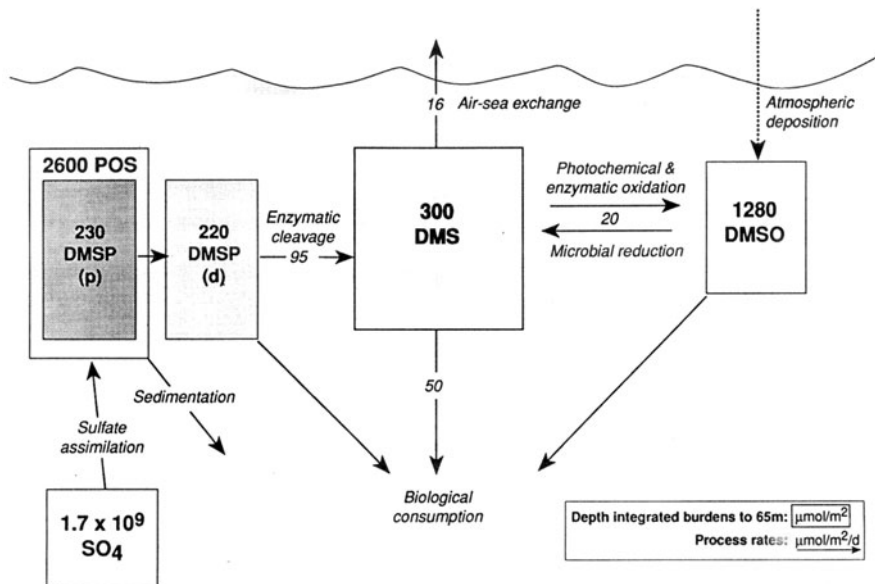 16 Air-sea exchange
Atmospheric
deposition
2600 POS
230
DMSP
(p)
220
DMSP
(d)
Enzymatic
cleavage
95
300
DMS
Photochemical &
enzymatic oxidation
20
Microbial reduction
1280
DMSO
Sedimentation
50
Sulfate
assimilation
1.7 x 10⁹
SO₄
Biological
consumption
Depth integrated burdens to 65m: µmol/m²
Process rates: µmol/m²/d